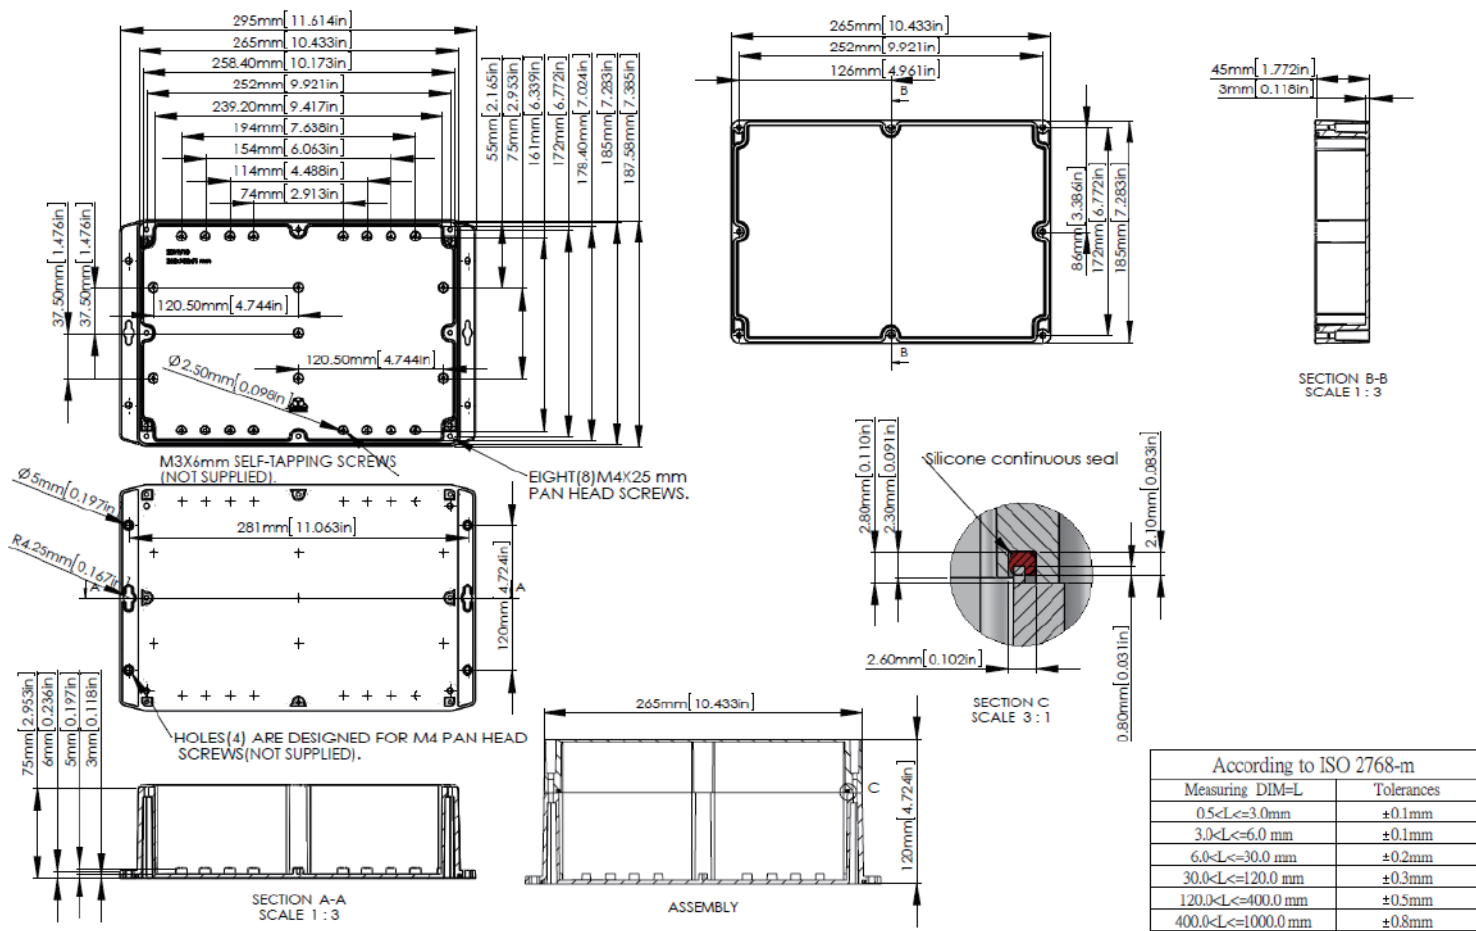 295mm[11.614in]
265mm[10.433in]
258.40mm[10.173in]
252mm[9.921in]
239.20mm[9.417in]
194mm[7.638in]
154mm[6.063in]
114mm[4.488in]
74mm[2.913in]
55mm[2.165in]
75mm[2.953in]
161mm[6.339in]
172mm[6.772in]
178.40mm[7.024in]
185mm[7.283in]
187.58mm[7.385in]
37.50mm[1.476in]
37.50mm[1.476in]
120.50mm[4.744in]
120.50mm[4.744in]
Ø2.50mm[0.098in]
M3X6mm SELF-TAPPING SCREWS
(NOT SUPPLIED).
EIGHT(8)M4X25 mm
PAN HEAD SCREWS.
265mm[10.433in]
252mm[9.921in]
126mm[4.961in]
B
86mm[3.386in]
172mm[6.772in]
185mm[7.283in]
B
45mm[1.772in]
3mm[0.118in]
SECTION B-B
SCALE 1 : 3
Ø5mm[0.197in]
281mm[11.063in]
R4.25mm[0.167in]
A
A
120mm[4.724in]
HOLES(4) ARE DESIGNED FOR M4 PAN HEAD
SCREWS(NOT SUPPLIED).
75mm[2.953in]
6mm[0.236in]
5mm[0.197in]
3mm[0.118in]
SECTION A-A
SCALE 1 : 3
265mm[10.433in]
C
120mm[4.724in]
ASSEMBLY
Silicone continuous seal
2.80mm[0.110in]
2.30mm[0.091in]
2.10mm[0.083in]
2.60mm[0.102in]
0.80mm[0.031in]
SECTION C
SCALE 3 : 1
According to ISO 2768-m
Measuring DIM=L Tolerances
0.5<L<=3.0mm ±0.1mm
3.0<L<=6.0 mm ±0.1mm
6.0<L<=30.0 mm ±0.2mm
30.0<L<=120.0 mm ±0.3mm
120.0<L<=400.0 mm ±0.5mm
400.0<L<=1000.0 mm ±0.8mm